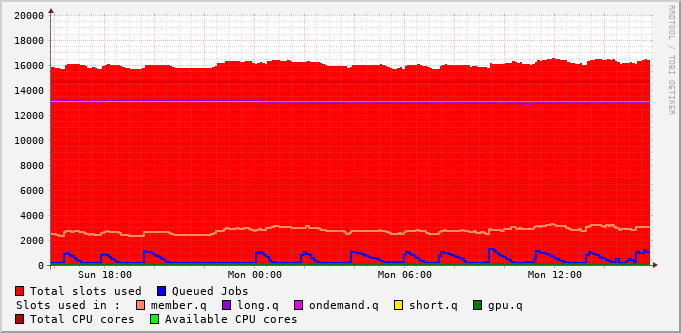 RRDTOOL / TOBI OETIKER
20000
18000
16000
14000
12000
10000
8000
6000
4000
2000
0
Sun 18:00 Mon 00:00 Mon 06:00 Mon 12:00
Total slots used Queued Jobs
Slots used in : member.q long.q ondemand.q short.q gpu.q
Total CPU cores Available CPU cores